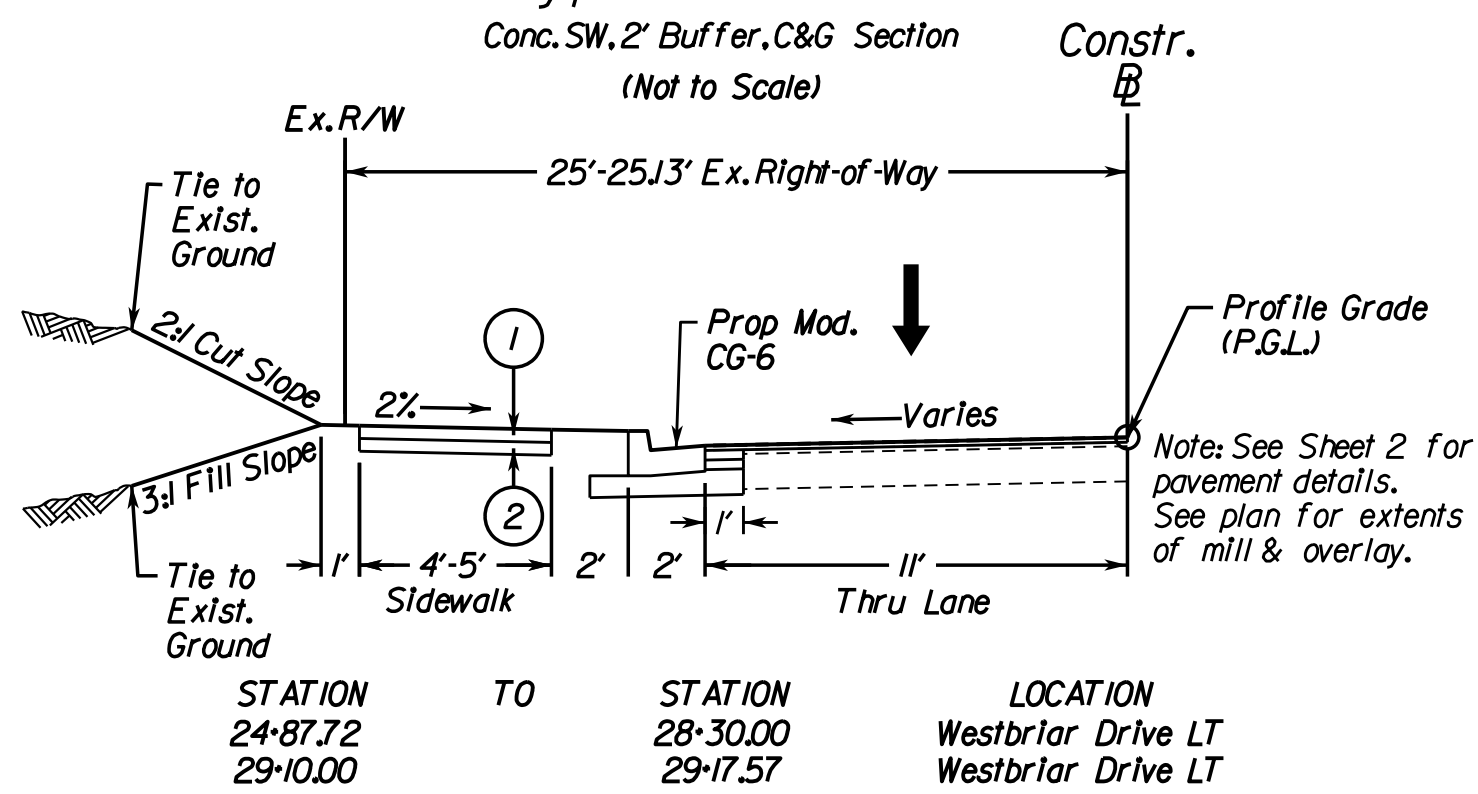 Conc. SW, 2' Buffer, C&G Section
(Not to Scale)
Constr.
BL
Ex. R/W
25'-25.13' Ex. Right-of-Way
Tie to
Exist.
Ground
2:1 Cut Slope
3:1 Fill Slope
Tie to
Exist.
Ground
2%
1
2
Prop Mod.
CG-6
Varies
Profile Grade
(P.G.L.)
Note: See Sheet 2 for
pavement details.
See plan for extents
of mill & overlay.
1'
1'
4'-5'
2'
2'
11'
Sidewalk
Thru Lane
STATION TO STATION LOCATION
24+87.72 28+30.00 Westbriar Drive LT
29+10.00 29+17.57 Westbriar Drive LT